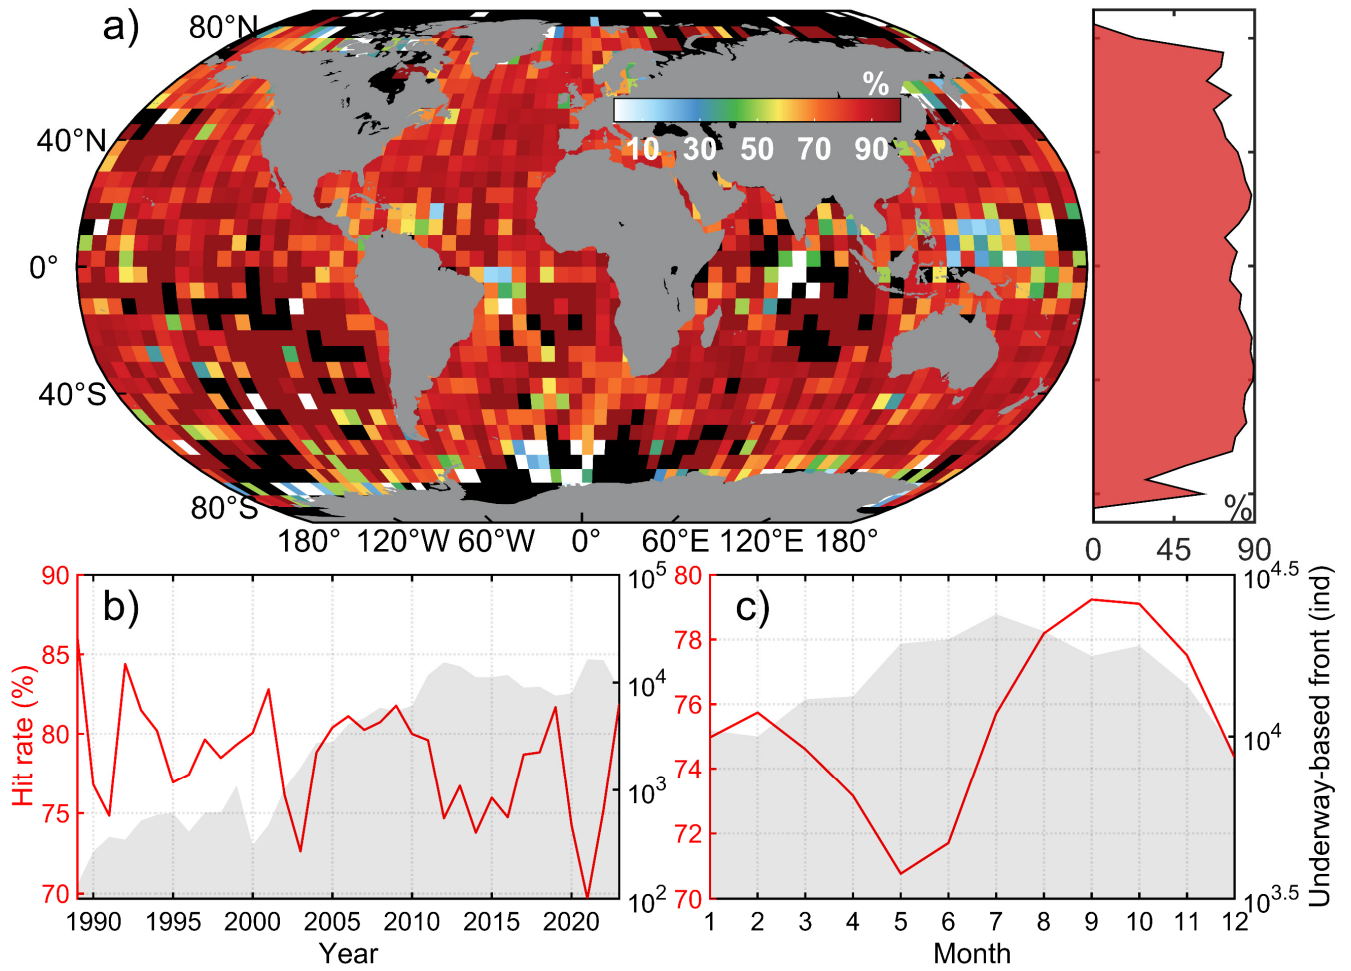 a)
80°N
40°N
0°
40°S
80°S
180° 120°W 60°W 0° 60°E 120°E 180°
%
10 30 50 70 90
%
0 45 90
b)
Hit rate (%)
90
85
80
75
70
10^5
10^4
10^3
10^2
1990 1995 2000 2005 2010 2015 2020
Year
c)
80
78
76
74
72
70
10^4.5
10^4
10^3.5
Underway-based front (ind)
1 2 3 4 5 6 7 8 9 10 11 12
Month